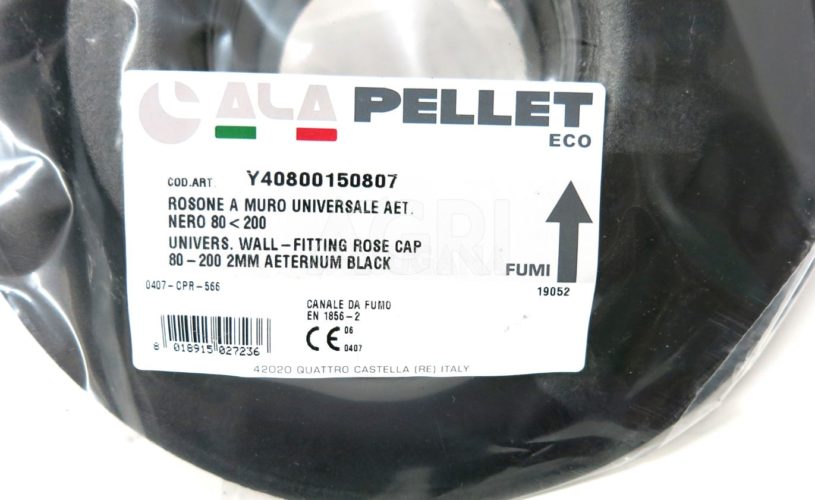 ALA PELLET
ECO
COD.ART. Y40800150807
ROSONE A MURO UNIVERSALE AET.
NERO 80<200
UNIVERS. WALL-FITTING ROSE CAP
80-200 2MM AETERNUM BLACK
FUMI
19052
0407-CPR-566
CANALE DA FUMO
EN 1856-2
CE 06
0407
8 018915 027236
42020 QUATTRO CASTELLA (RE) ITALY
AGRI